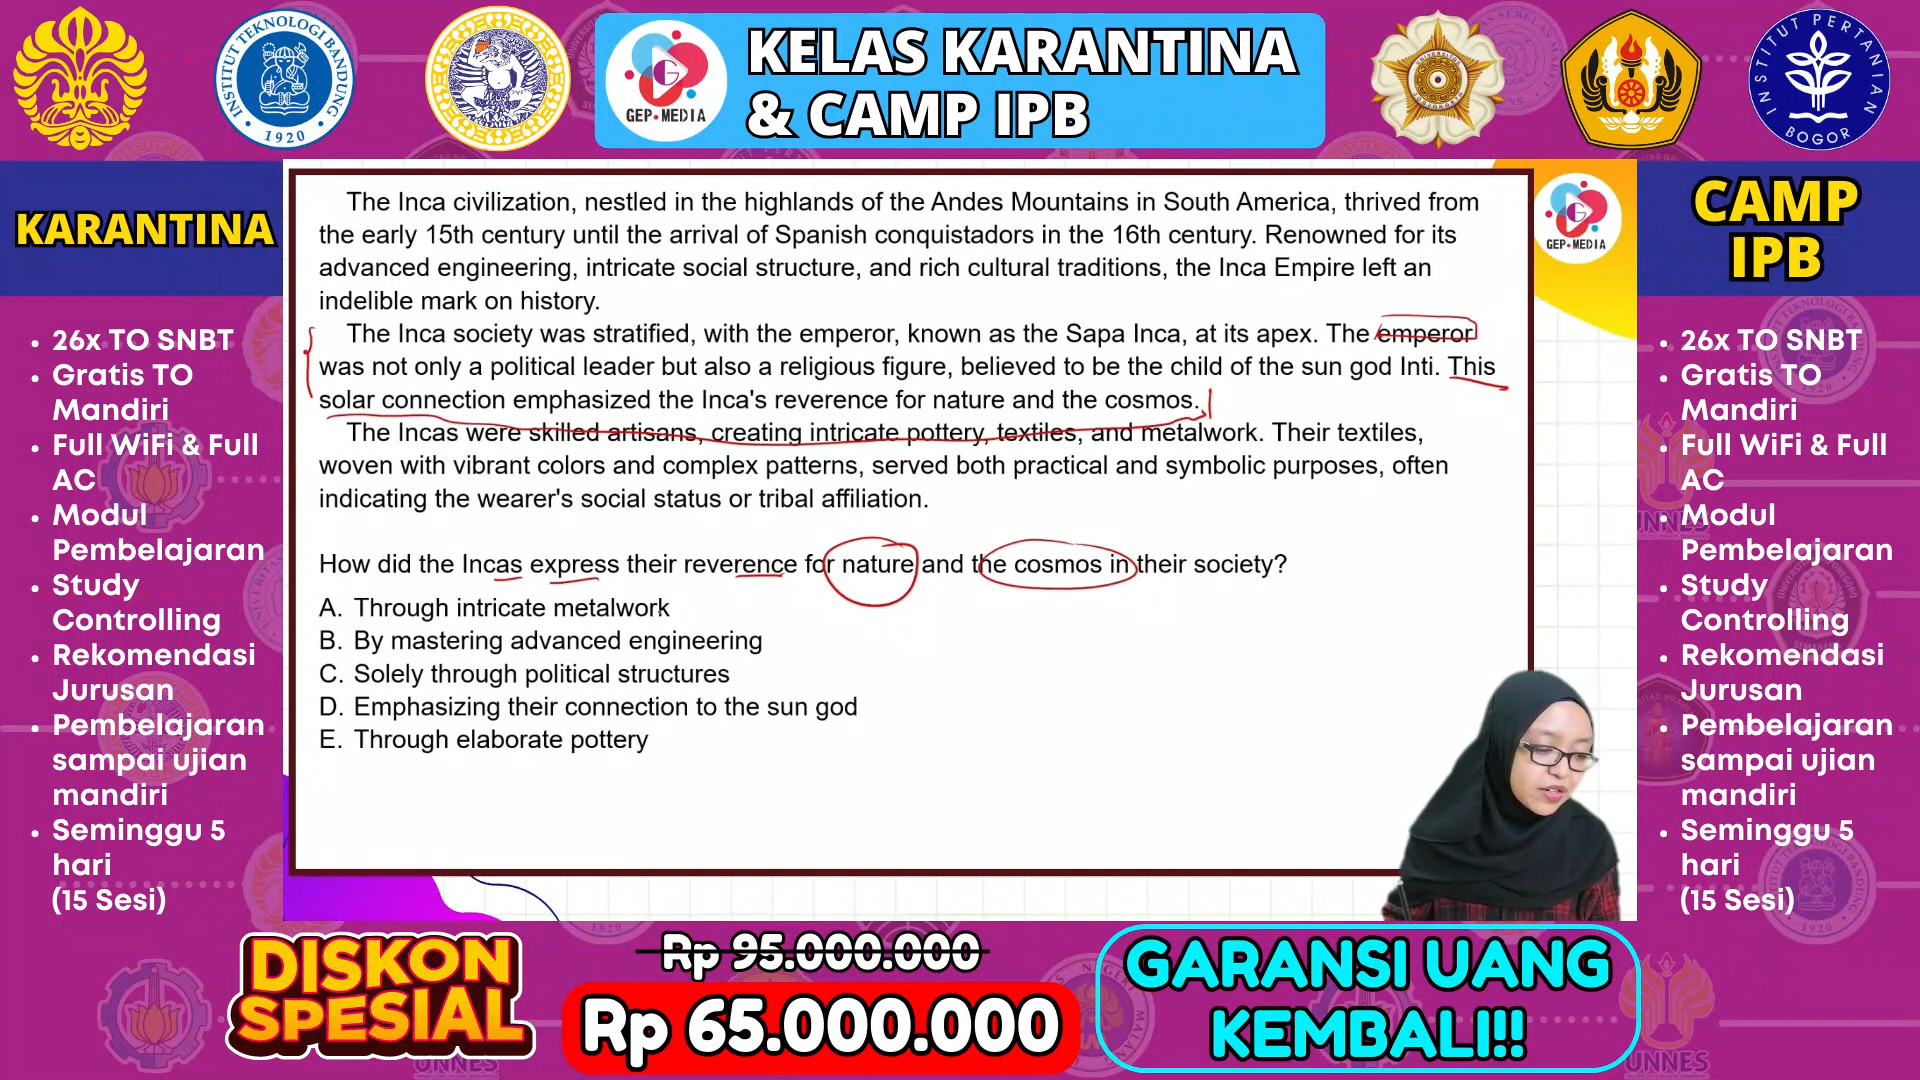 INSTITUT TEKNOLOGI BANDUNG
1920
GEP•MEDIA
KELAS KARANTINA
& CAMP IPB
INSTITUT PERTANIAN
BOGOR
KARANTINA
• 26x TO SNBT
• Gratis TO
Mandiri
• Full WiFi & Full
AC
• Modul
Pembelajaran
• Study
Controlling
• Rekomendasi
Jurusan
• Pembelajaran
sampai ujian
mandiri
• Seminggu 5
hari
(15 Sesi)
The Inca civilization, nestled in the highlands of the Andes Mountains in South America, thrived from
the early 15th century until the arrival of Spanish conquistadors in the 16th century. Renowned for its
advanced engineering, intricate social structure, and rich cultural traditions, the Inca Empire left an
indelible mark on history.
The Inca society was stratified, with the emperor, known as the Sapa Inca, at its apex. The emperor
was not only a political leader but also a religious figure, believed to be the child of the sun god Inti. This
solar connection emphasized the Inca's reverence for nature and the cosmos.
The Incas were skilled artisans, creating intricate pottery, textiles, and metalwork. Their textiles,
woven with vibrant colors and complex patterns, served both practical and symbolic purposes, often
indicating the wearer's social status or tribal affiliation.
How did the Incas express their reverence for nature and the cosmos in their society?
A. Through intricate metalwork
B. By mastering advanced engineering
C. Solely through political structures
D. Emphasizing their connection to the sun god
E. Through elaborate pottery
GEP•MEDIA
CAMP
IPB
• 26x TO SNBT
• Gratis TO
Mandiri
• Full WiFi & Full
AC
• Modul
Pembelajaran
• Study
Controlling
• Rekomendasi
Jurusan
• Pembelajaran
sampai ujian
mandiri
• Seminggu 5
hari
(15 Sesi)
DISKON
SPESIAL
Rp 95.000.000
Rp 65.000.000
GARANSI UANG
KEMBALI!!
UNNES
UNNES
UNNES